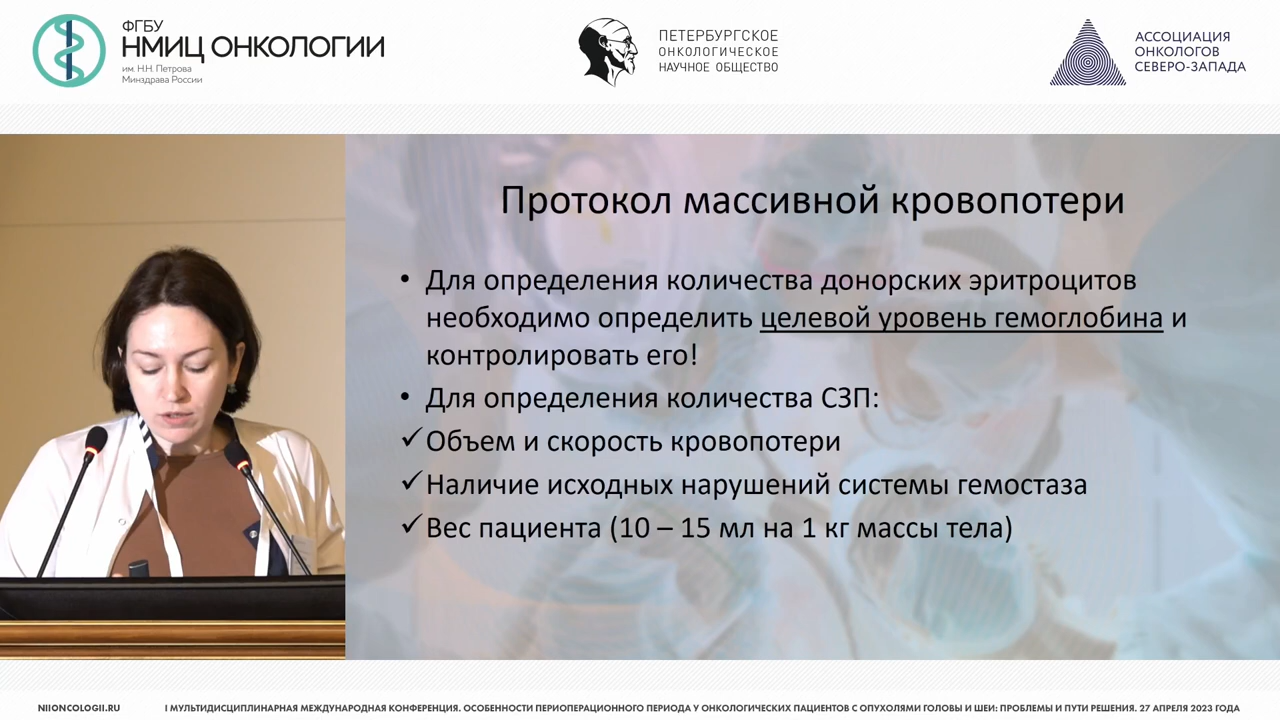 ФГБУ
НМИЦ ОНКОЛОГИИ
им. Н.Н. Петрова
Минздрава России
ПЕТЕРБУРГСКОЕ
ОНКОЛОГИЧЕСКОЕ
НАУЧНОЕ ОБЩЕСТВО
АССОЦИАЦИЯ
ОНКОЛОГОВ
СЕВЕРО-ЗАПАДА
Протокол массивной кровопотери
• Для определения количества донорских эритроцитов
необходимо определить целевой уровень гемоглобина и
контролировать его!
• Для определения количества СЗП:
✓Объем и скорость кровопотери
✓Наличие исходных нарушений системы гемостаза
✓Вес пациента (10 – 15 мл на 1 кг массы тела)
NIIONCOLOGII.RU
I МУЛЬТИДИСЦИПЛИНАРНАЯ МЕЖДУНАРОДНАЯ КОНФЕРЕНЦИЯ. ОСОБЕННОСТИ ПЕРИОПЕРАЦИОННОГО ПЕРИОДА У ОНКОЛОГИЧЕСКИХ ПАЦИЕНТОВ С ОПУХОЛЯМИ ГОЛОВЫ И ШЕИ: ПРОБЛЕМЫ И ПУТИ РЕШЕНИЯ. 27 АПРЕЛЯ 2023 ГОДА